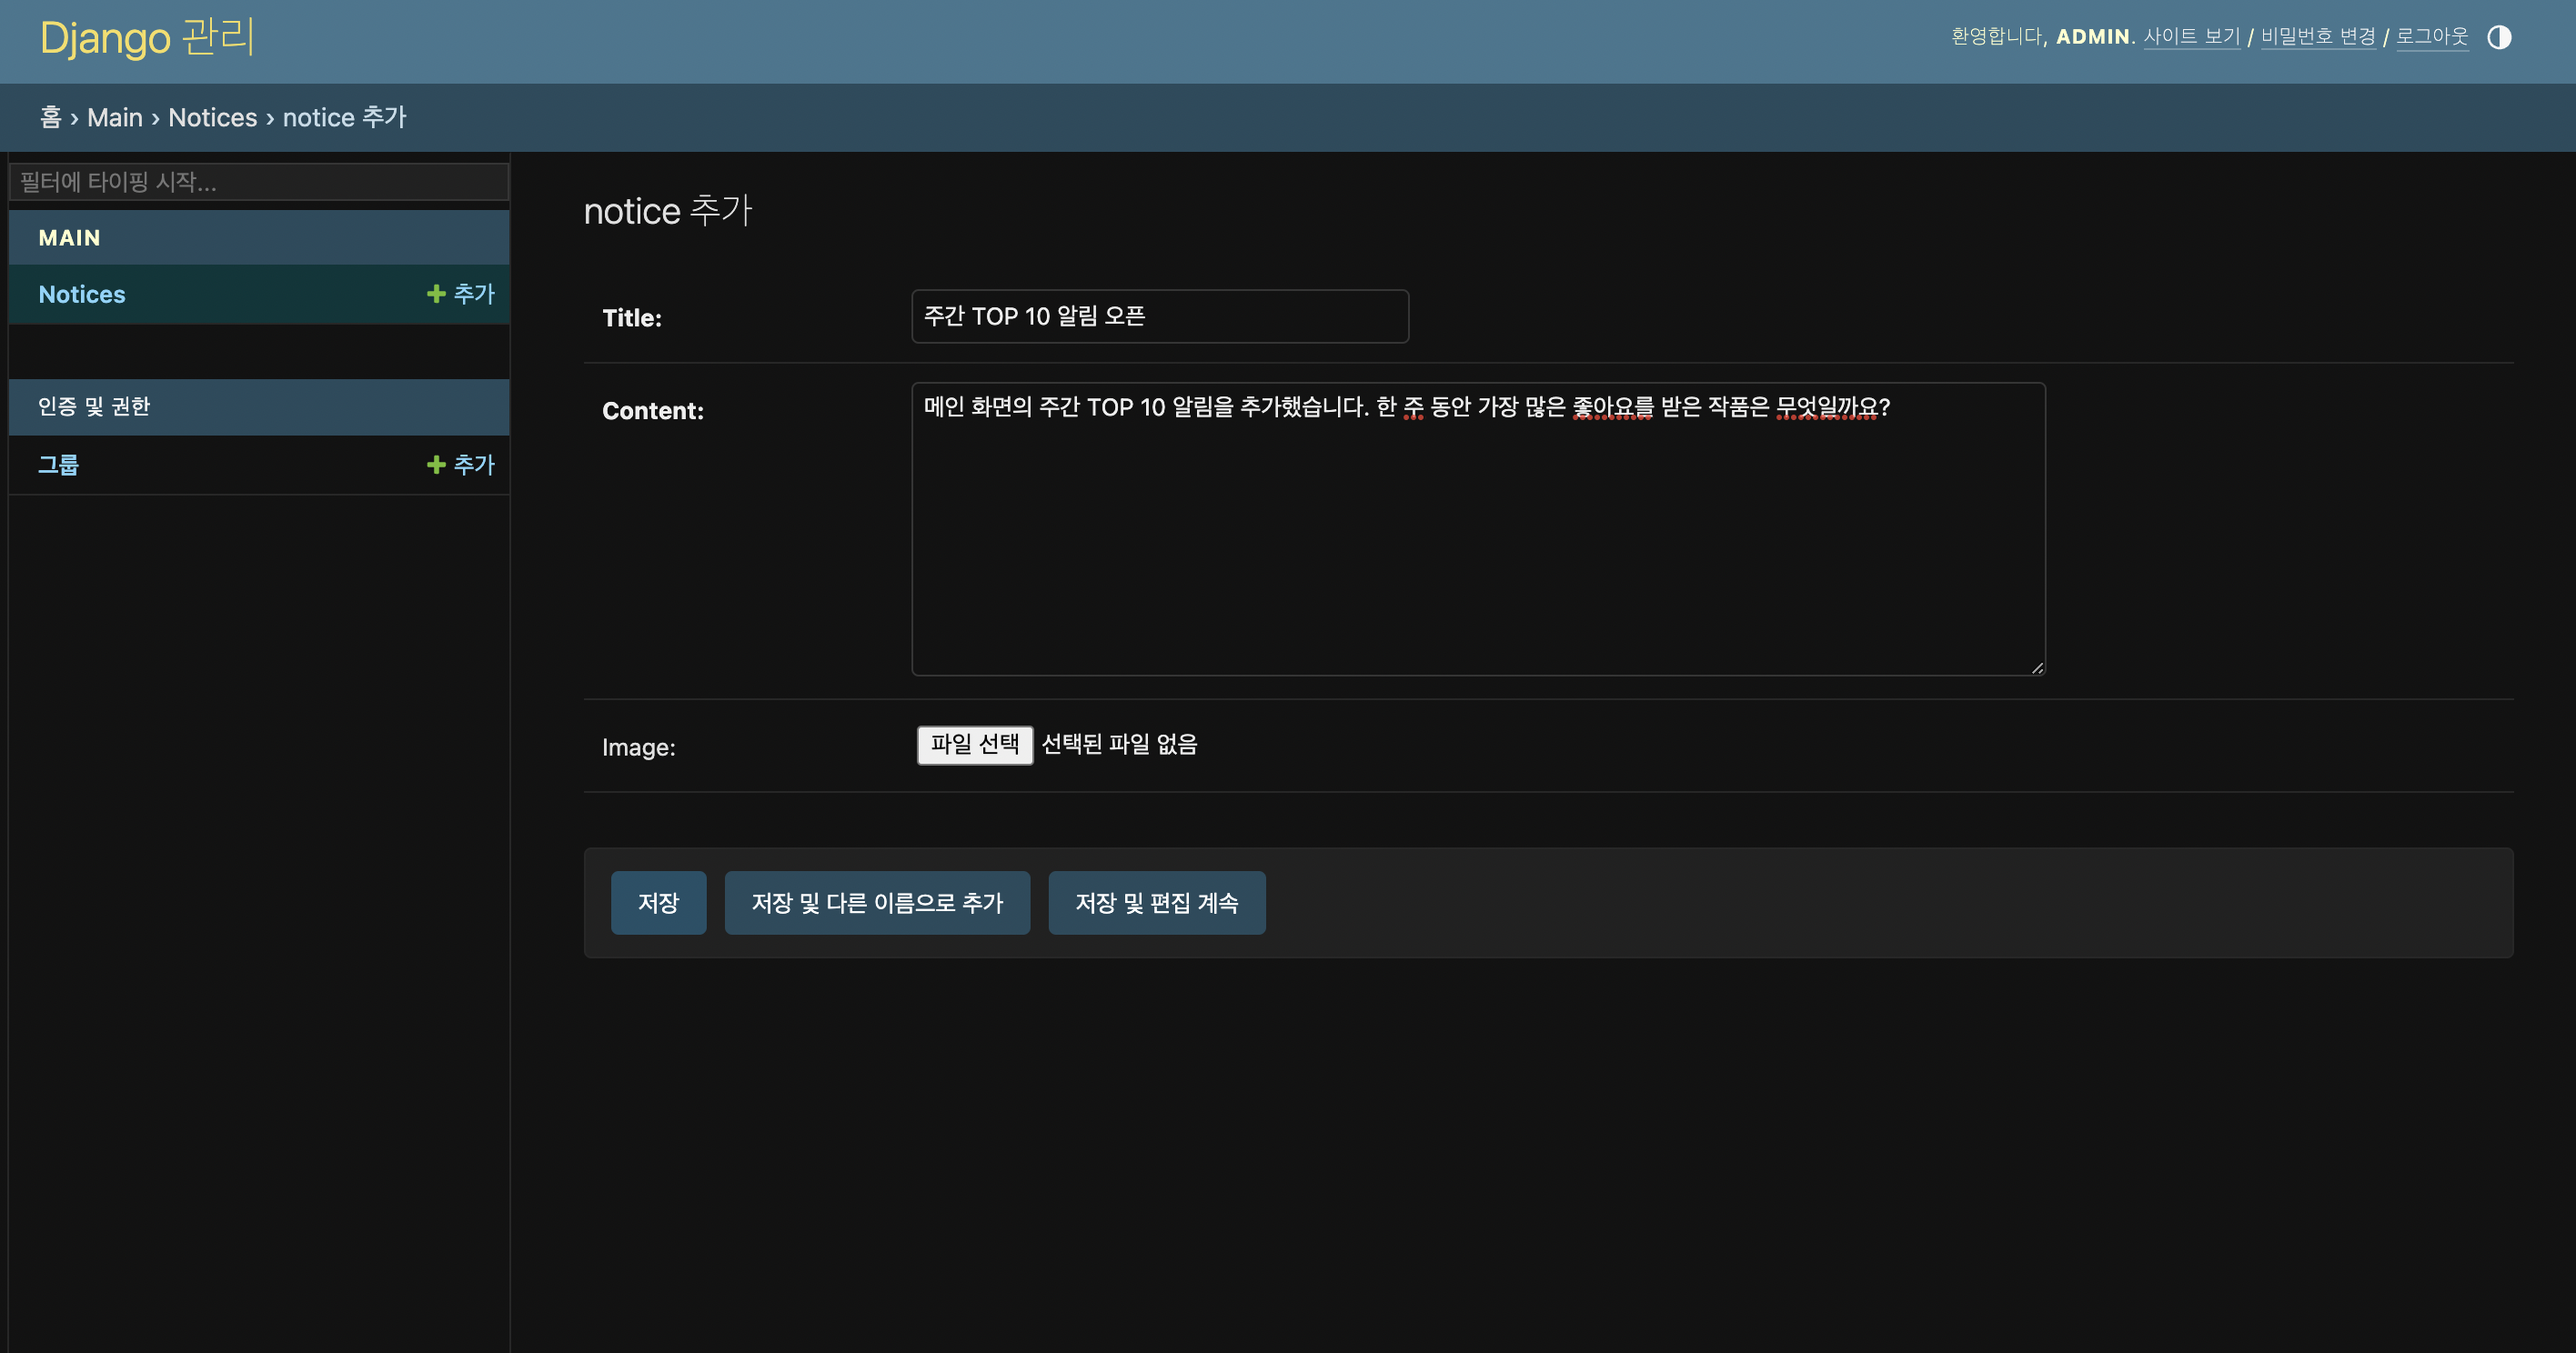 Django 관리
환영합니다, ADMIN. 사이트 보기 / 비밀번호 변경 / 로그아웃
홈 › Main › Notices › notice 추가
필터에 타이핑 시작...
MAIN
Notices
추가
인증 및 권한
그룹
추가
notice 추가
Title:
주간 TOP 10 알림 오픈
Content:
메인 화면의 주간 TOP 10 알림을 추가했습니다. 한 주 동안 가장 많은 좋아요를 받은 작품은 무엇일까요?
Image:
파일 선택 선택된 파일 없음
저장
저장 및 다른 이름으로 추가
저장 및 편집 계속